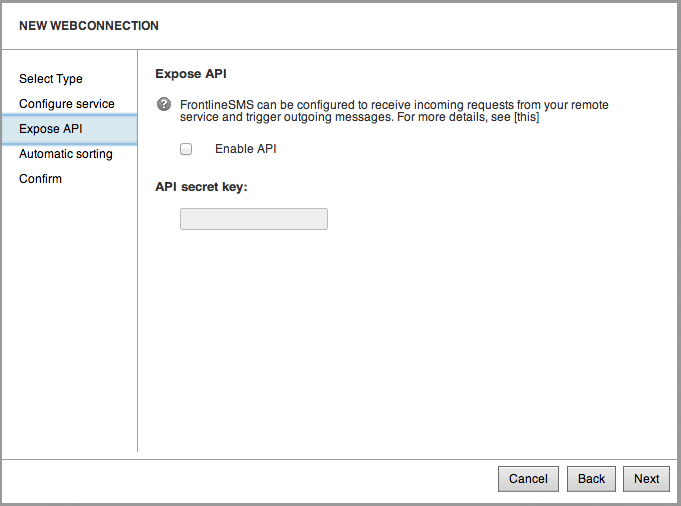 NEW WEBCONNECTION
Select Type
Configure service
Expose API
Automatic sorting
Confirm
Expose API
? FrontlineSMS can be configured to receive incoming requests from your remote
service and trigger outgoing messages. For more details, see [this]
Enable API
API secret key:
Cancel Back Next